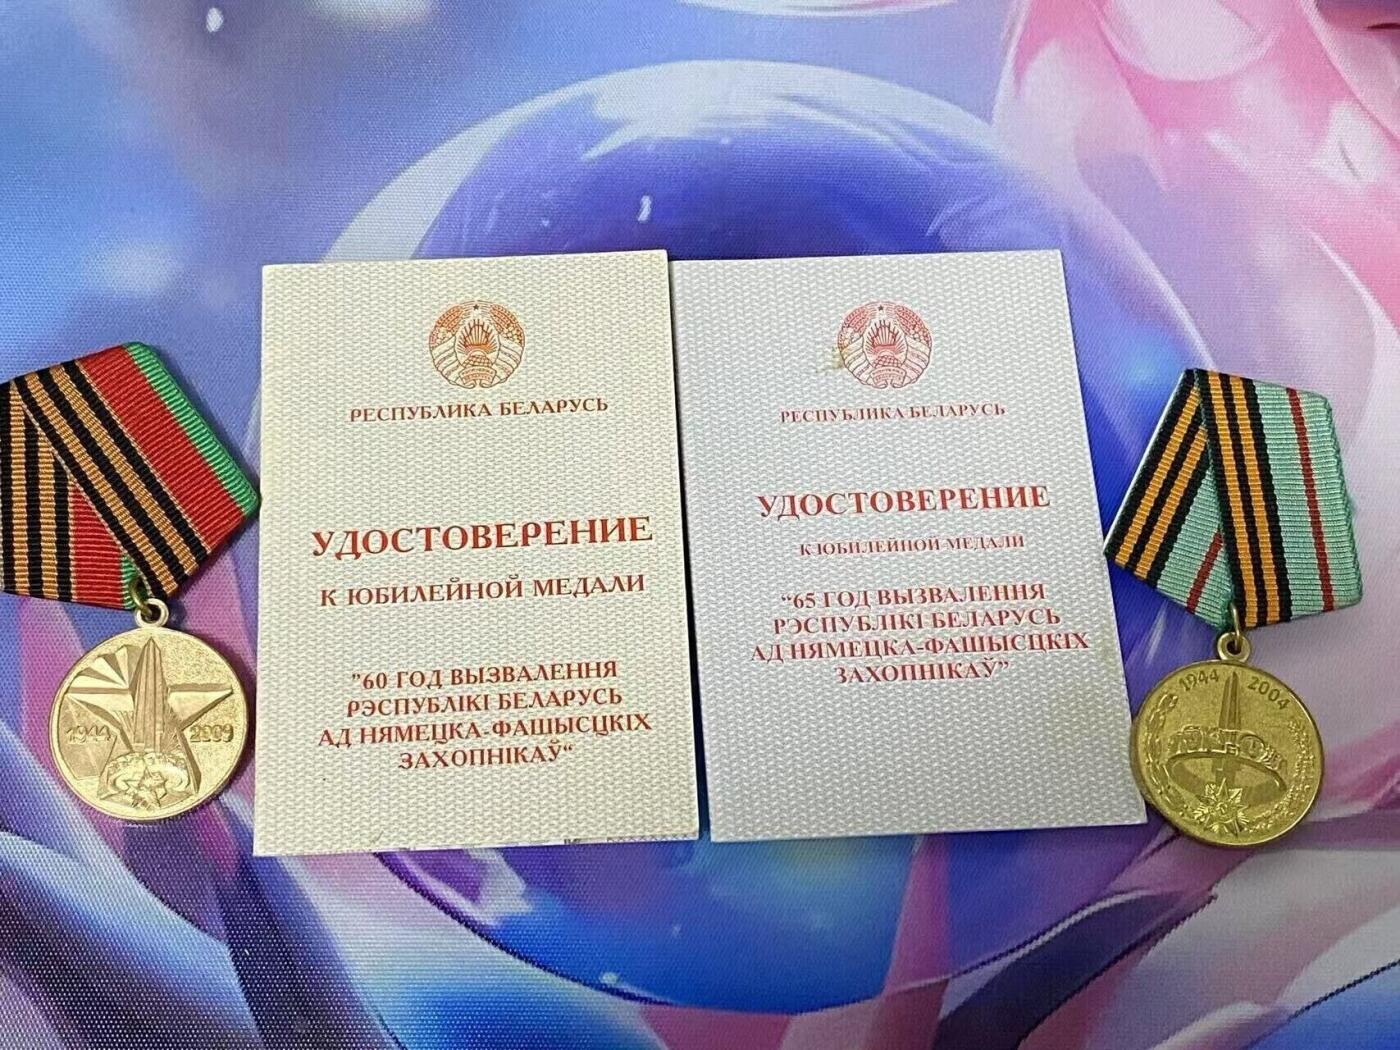 РЕСПУБЛИКА БЕЛАРУСЬ
УДОСТОВЕРЕНИЕ
К ЮБИЛЕЙНОЙ МЕДАЛИ
"60 ГОД ВЫЗВАЛЕННЯ
РЭСПУБЛІКІ БЕЛАРУСЬ
АД НЯМЕЦКА-ФАШЫСЦКІХ
ЗАХОПНІКАЎ"
РЕСПУБЛИКА БЕЛАРУСЬ
УДОСТОВЕРЕНИЕ
К ЮБИЛЕЙНОЙ МЕДАЛИ
"65 ГОД ВЫЗВАЛЕННЯ
РЭСПУБЛІКІ БЕЛАРУСЬ
АД НЯМЕЦКА-ФАШЫСЦКІХ
ЗАХОПНІКАЎ"
1944 2009
1944 2004